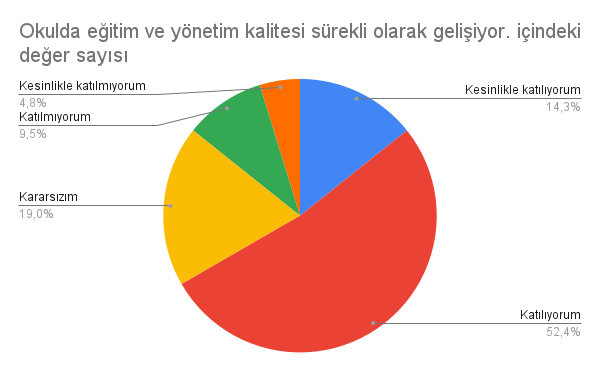 Okulda eğitim ve yönetim kalitesi sürekli olarak gelişiyor. içindeki
değer sayısı
Kesinlikle katılmıyorum
4,8%
Katılmıyorum
9,5%
Kararsızım
19,0%
Kesinlikle katılıyorum
14,3%
Katılıyorum
52,4%